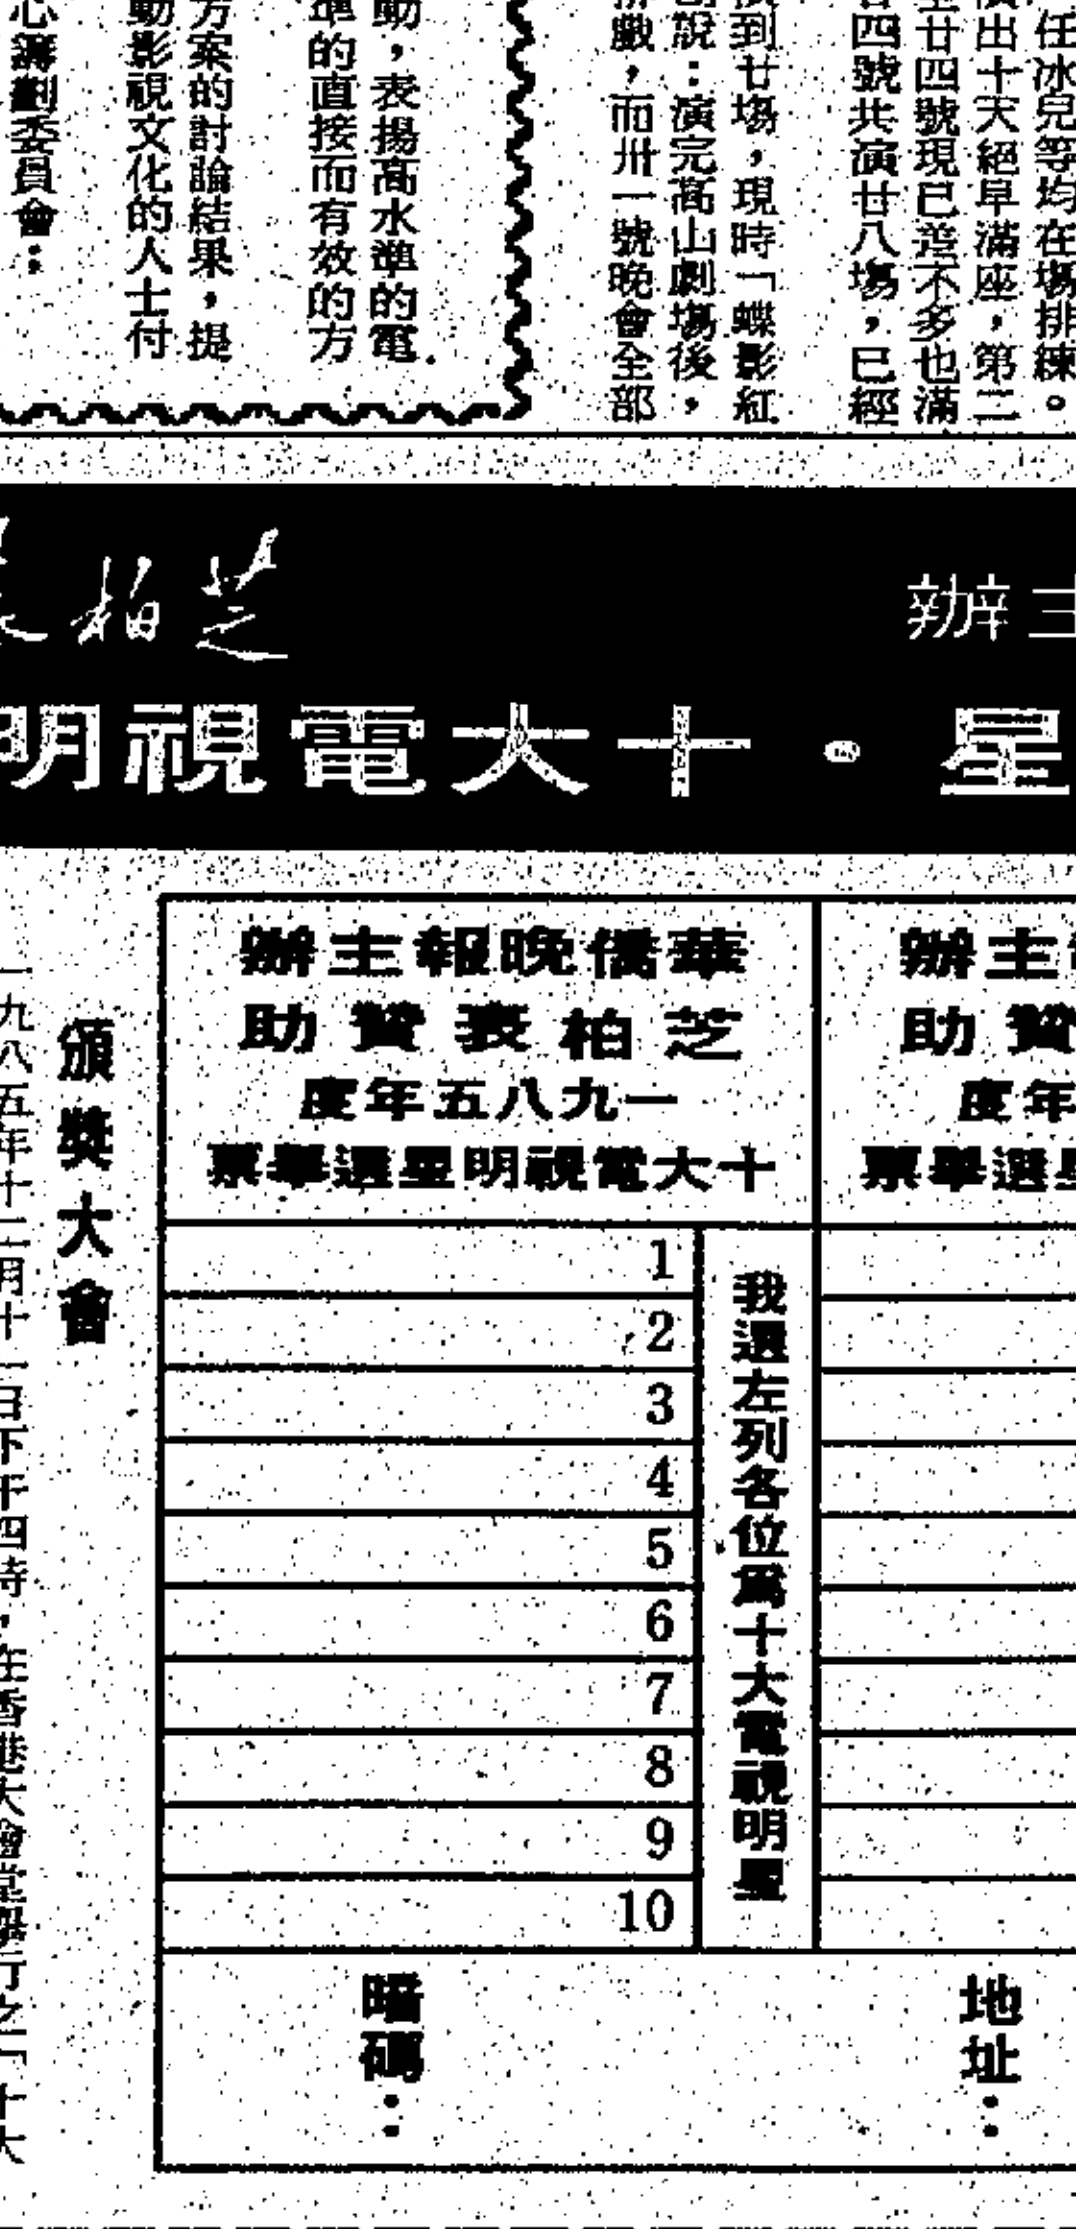 任冰兒等均在場排練。
出十天絕早滿座，第二
廿四號現已差不多也滿
四號共演廿八場，已經
到廿場，現時「蝶影紅
說：演完高山劇場後，
戲，而卅一號晚會全部
動，表揚高水準的電
準的直接而有效的方
方案的討論結果，提
動影視文化的人士付
心籌劃委員會：
主辦
芝柏表
星・十大電視明
主辦
贊助
年度
星選舉票
華僑晚報主辦
芝柏表贊助
一九八五年度
十大電視明星選舉票
我選左列各位爲十大電視明星
1
2
3
4
5
6
7
8
9
10
地址：
暗碼：
頒獎大會
一九八五年十二月十一日下午四時，在香港大會堂舉行之「十大